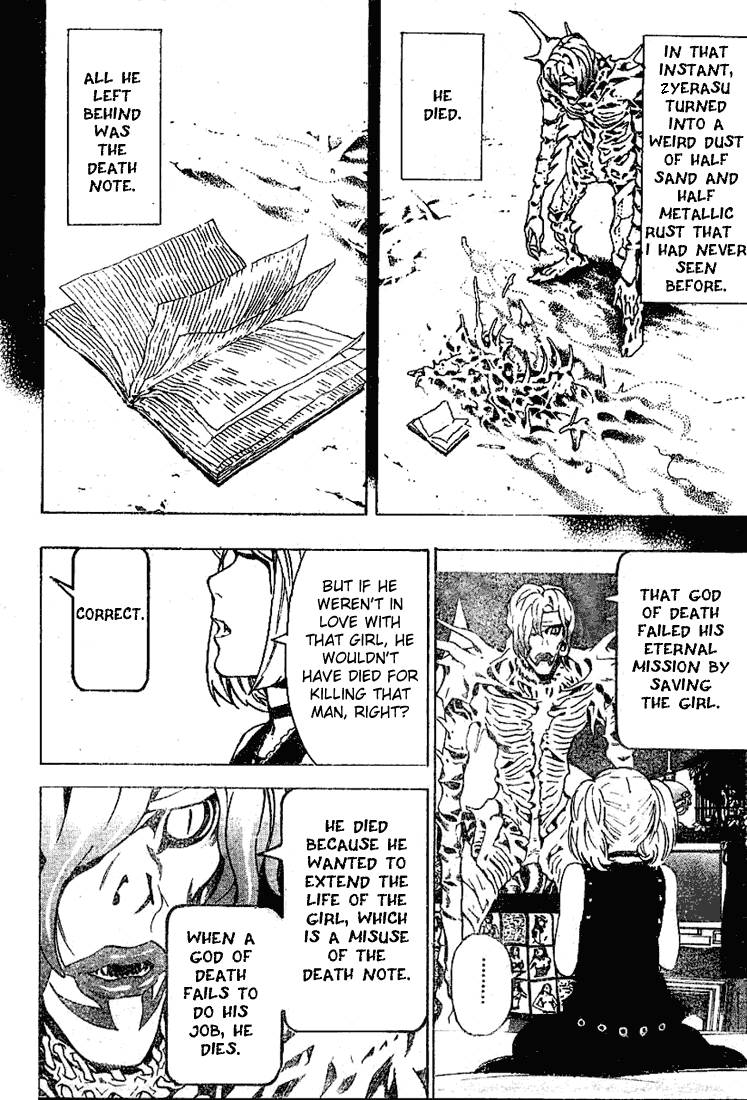 IN THAT
INSTANT,
ZYERASU
TURNED
INTO A
WEIRD DUST
OF HALF
SAND AND
HALF
METALLIC
RUST THAT
I HAD NEVER
SEEN
BEFORE.
HE
DIED.
ALL HE
LEFT
BEHIND
WAS
THE
DEATH
NOTE.
THAT GOD
OF DEATH
FAILED HIS
ETERNAL
MISSION BY
SAVING
THE GIRL.
.........
BUT IF HE
WEREN'T IN
LOVE WITH
THAT GIRL, HE
WOULDN'T
HAVE DIED FOR
KILLING THAT
MAN, RIGHT?
CORRECT.
HE DIED
BECAUSE HE
WANTED TO
EXTEND THE
LIFE OF THE
GIRL, WHICH
IS A MISUSE
OF THE
DEATH NOTE.
WHEN A
GOD OF
DEATH
FAILS TO
DO HIS
JOB, HE
DIES.